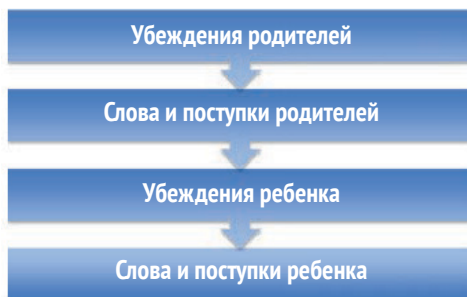 Убеждения родителей
Слова и поступки родителей
Убеждения ребенка
Слова и поступки ребенка